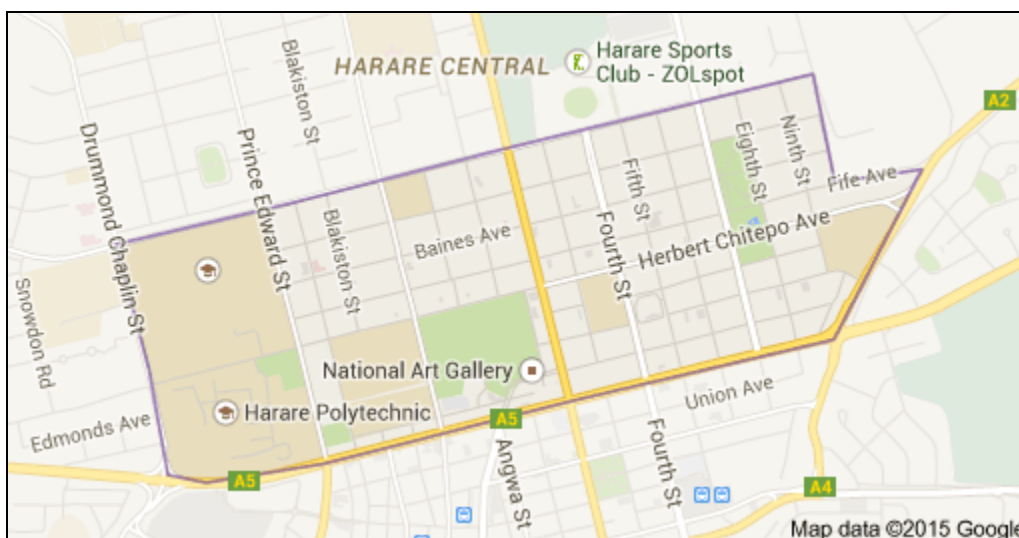 HARARE CENTRAL
Harare Sports
Club - ZOLspot
A2
Blakiston St
Drummond Chaplin St
Prince Edward St
Blakiston St
Baines Ave
Fifth St
Eighth St
Ninth St
Fife Ave
Fourth St
Herbert Chitepo Ave
Snowdon Rd
National Art Gallery
Harare Polytechnic
Edmonds Ave
A5
A5
Union Ave
Angwa St
Fourth St
A4
Map data ©2015 Google